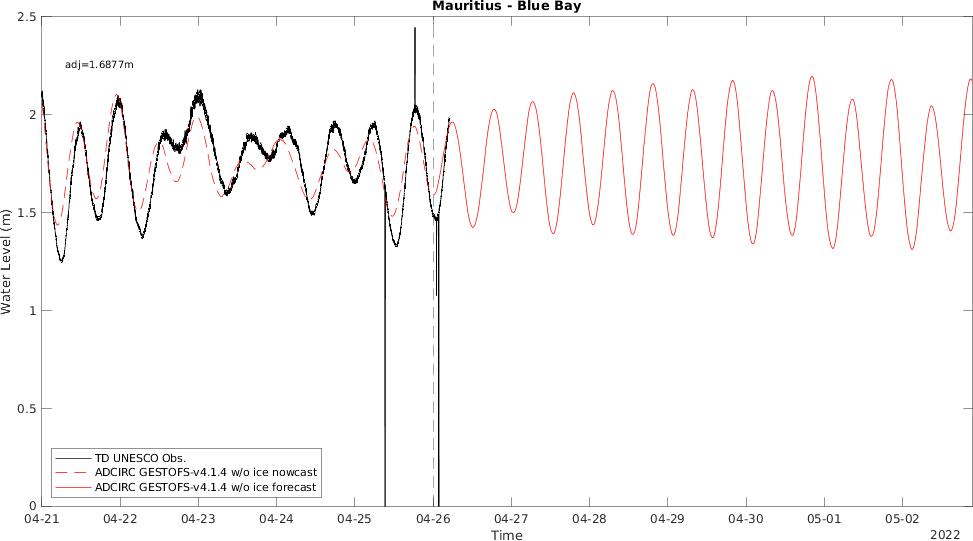 Mauritius - Blue Bay
adj=1.6877m
Water Level (m)
2.5
2
1.5
1
0.5
0
TD UNESCO Obs.
ADCIRC GESTOFS-v4.1.4 w/o ice nowcast
ADCIRC GESTOFS-v4.1.4 w/o ice forecast
04-21 04-22 04-23 04-24 04-25 04-26 04-27 04-28 04-29 04-30 05-01 05-02
Time
2022